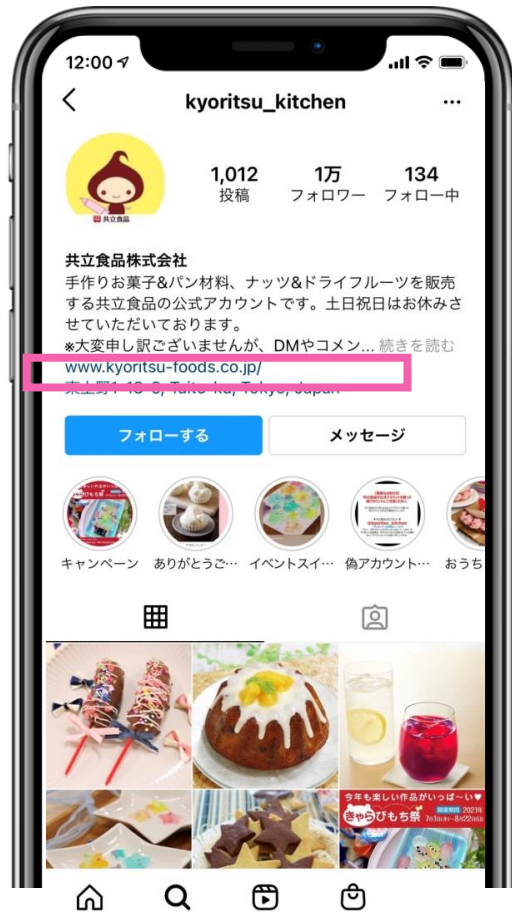 12:00
kyoritsu_kitchen
1,012
投稿
1万
フォロワー
134
フォロー中
共立食品
共立食品株式会社
手作りお菓子&パン材料、ナッツ&ドライフルーツを販売
する共立食品の公式アカウントです。土日祝日はお休みさ
せていただいております。
※大変申し訳ございませんが、DMやコメン... 続きを読む
www.kyoritsu-foods.co.jp/
フォローする
メッセージ
キャンペーン
ありがとうご…
イベントスイ…
偽アカウント…
おうち
今年も楽しい作品がいっぱ〜い♥
きゃらびもち祭